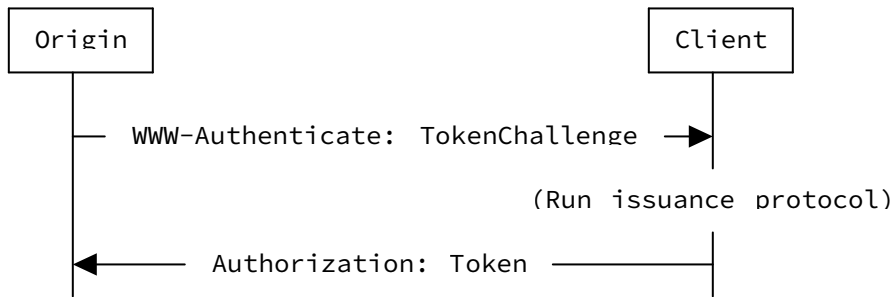 Origin
Client
WWW-Authenticate: TokenChallenge
(Run issuance protocol)
Authorization: Token